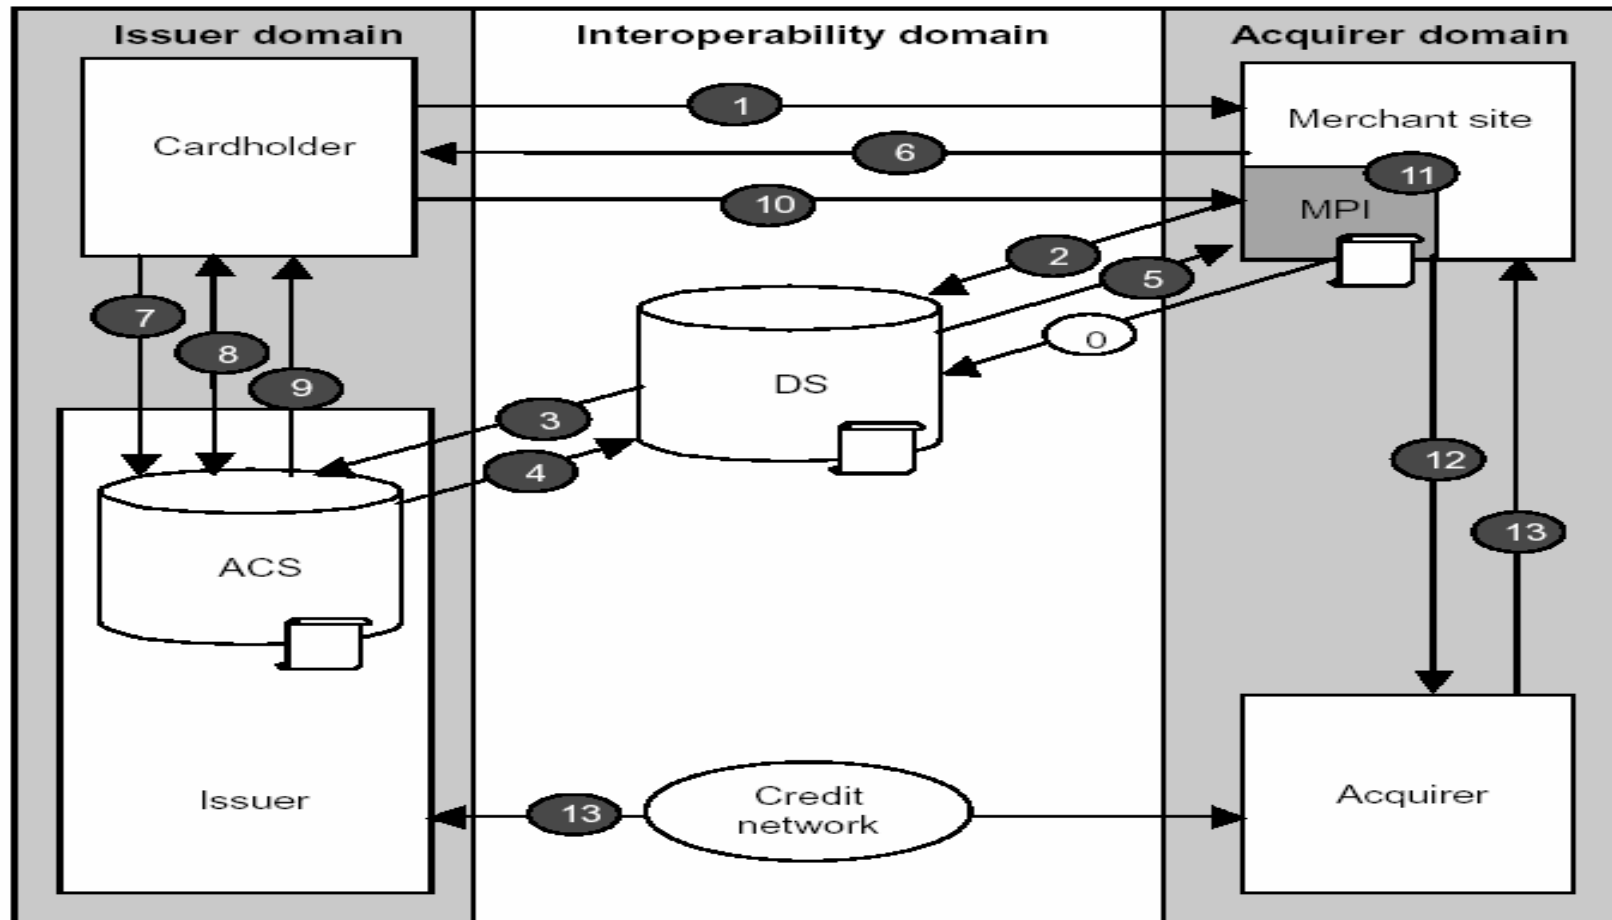 Issuer domain
Interoperability domain
Acquirer domain
1
Cardholder
Merchant site
6
11
10
MPI
2
5
7
0
8
DS
9
3
4
12
13
ACS
Issuer
13
Credit
network
Acquirer